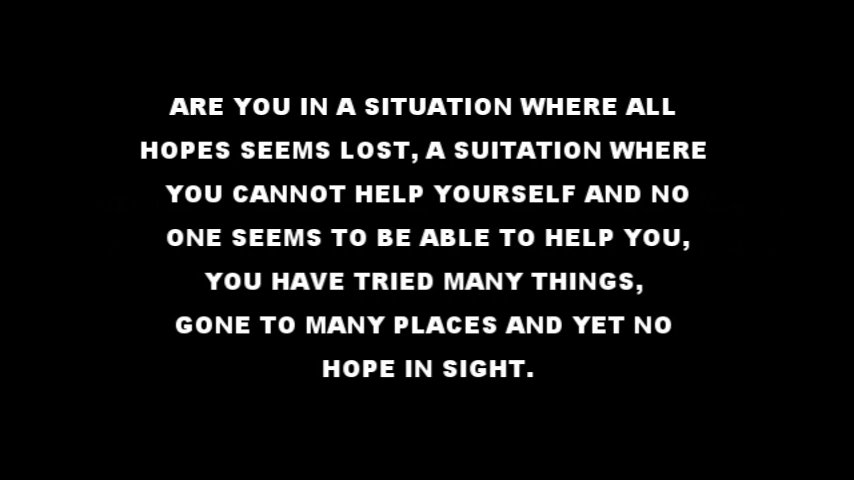 ARE YOU IN A SITUATION WHERE ALL
HOPES SEEMS LOST, A SUITATION WHERE
YOU CANNOT HELP YOURSELF AND NO
ONE SEEMS TO BE ABLE TO HELP YOU,
YOU HAVE TRIED MANY THINGS,
GONE TO MANY PLACES AND YET NO
HOPE IN SIGHT.